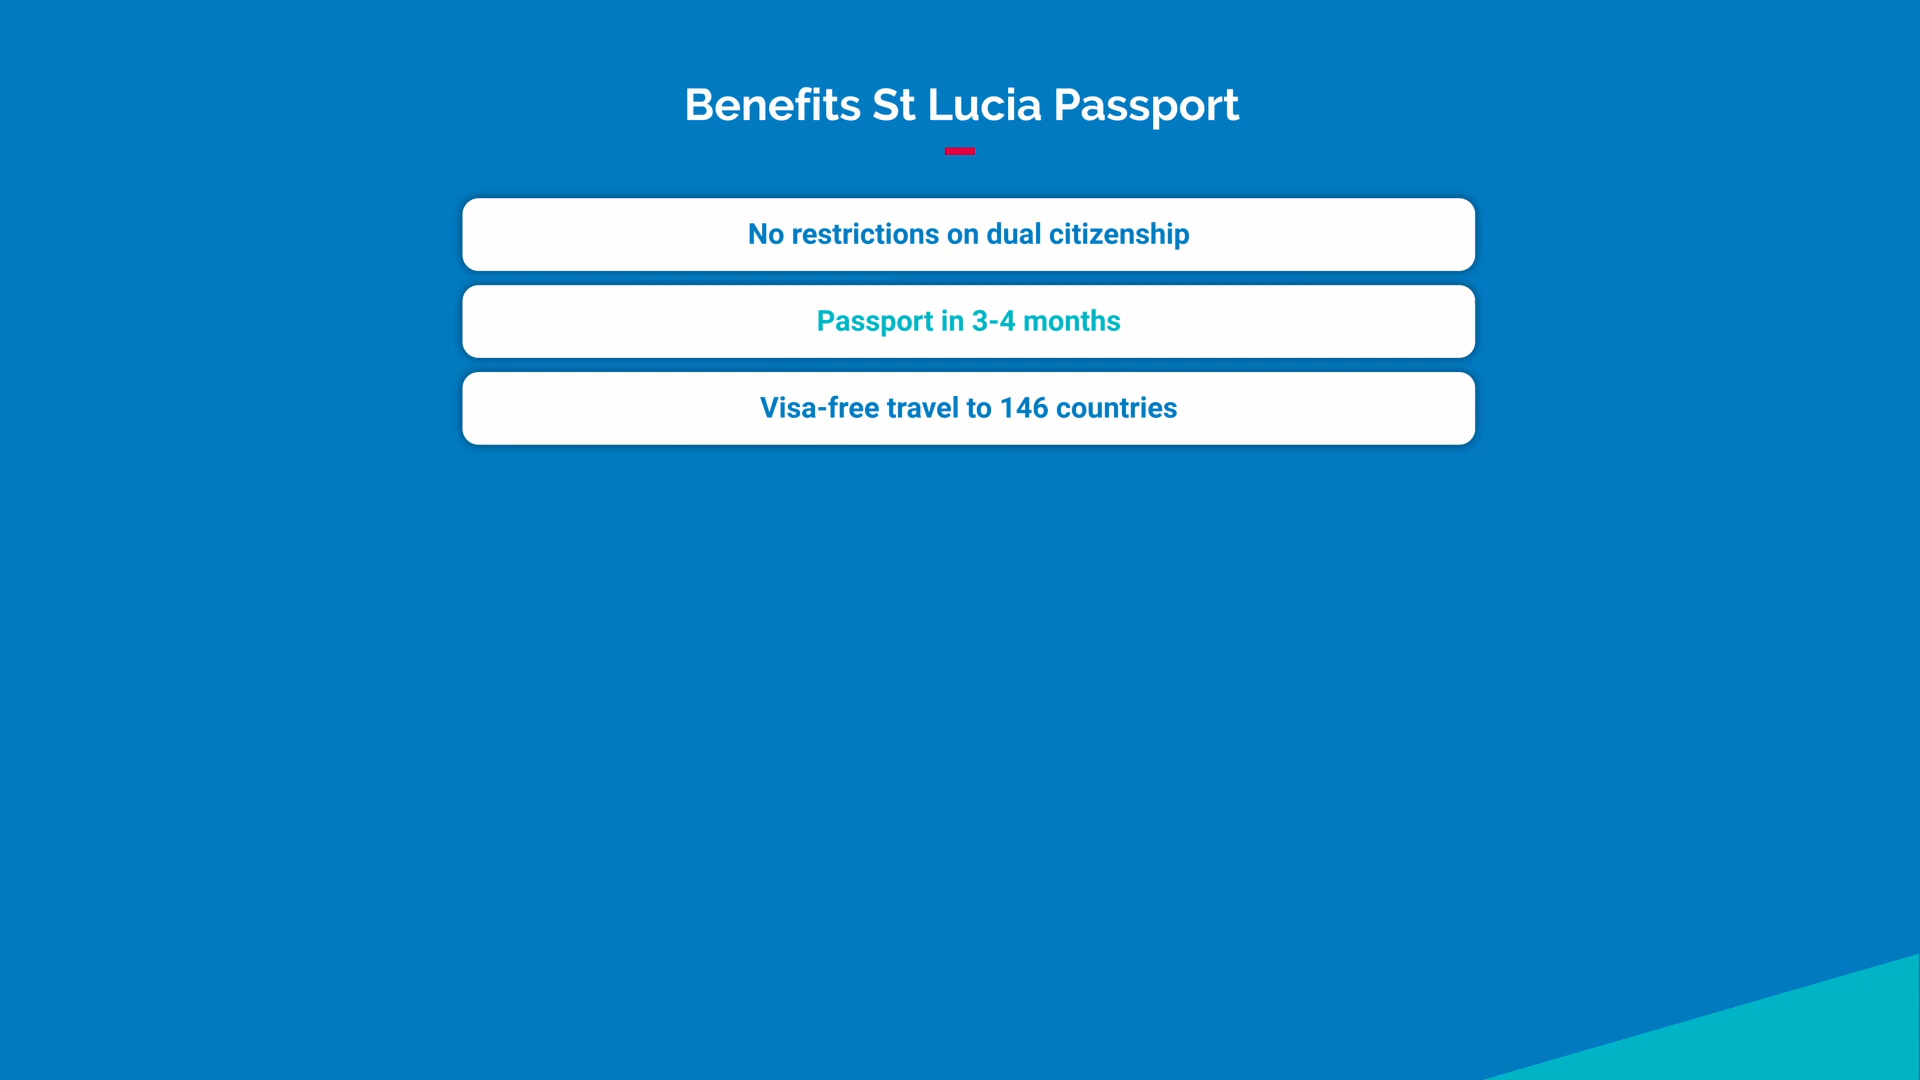 Benefits St Lucia Passport
No restrictions on dual citizenship
Passport in 3-4 months
Visa-free travel to 146 countries